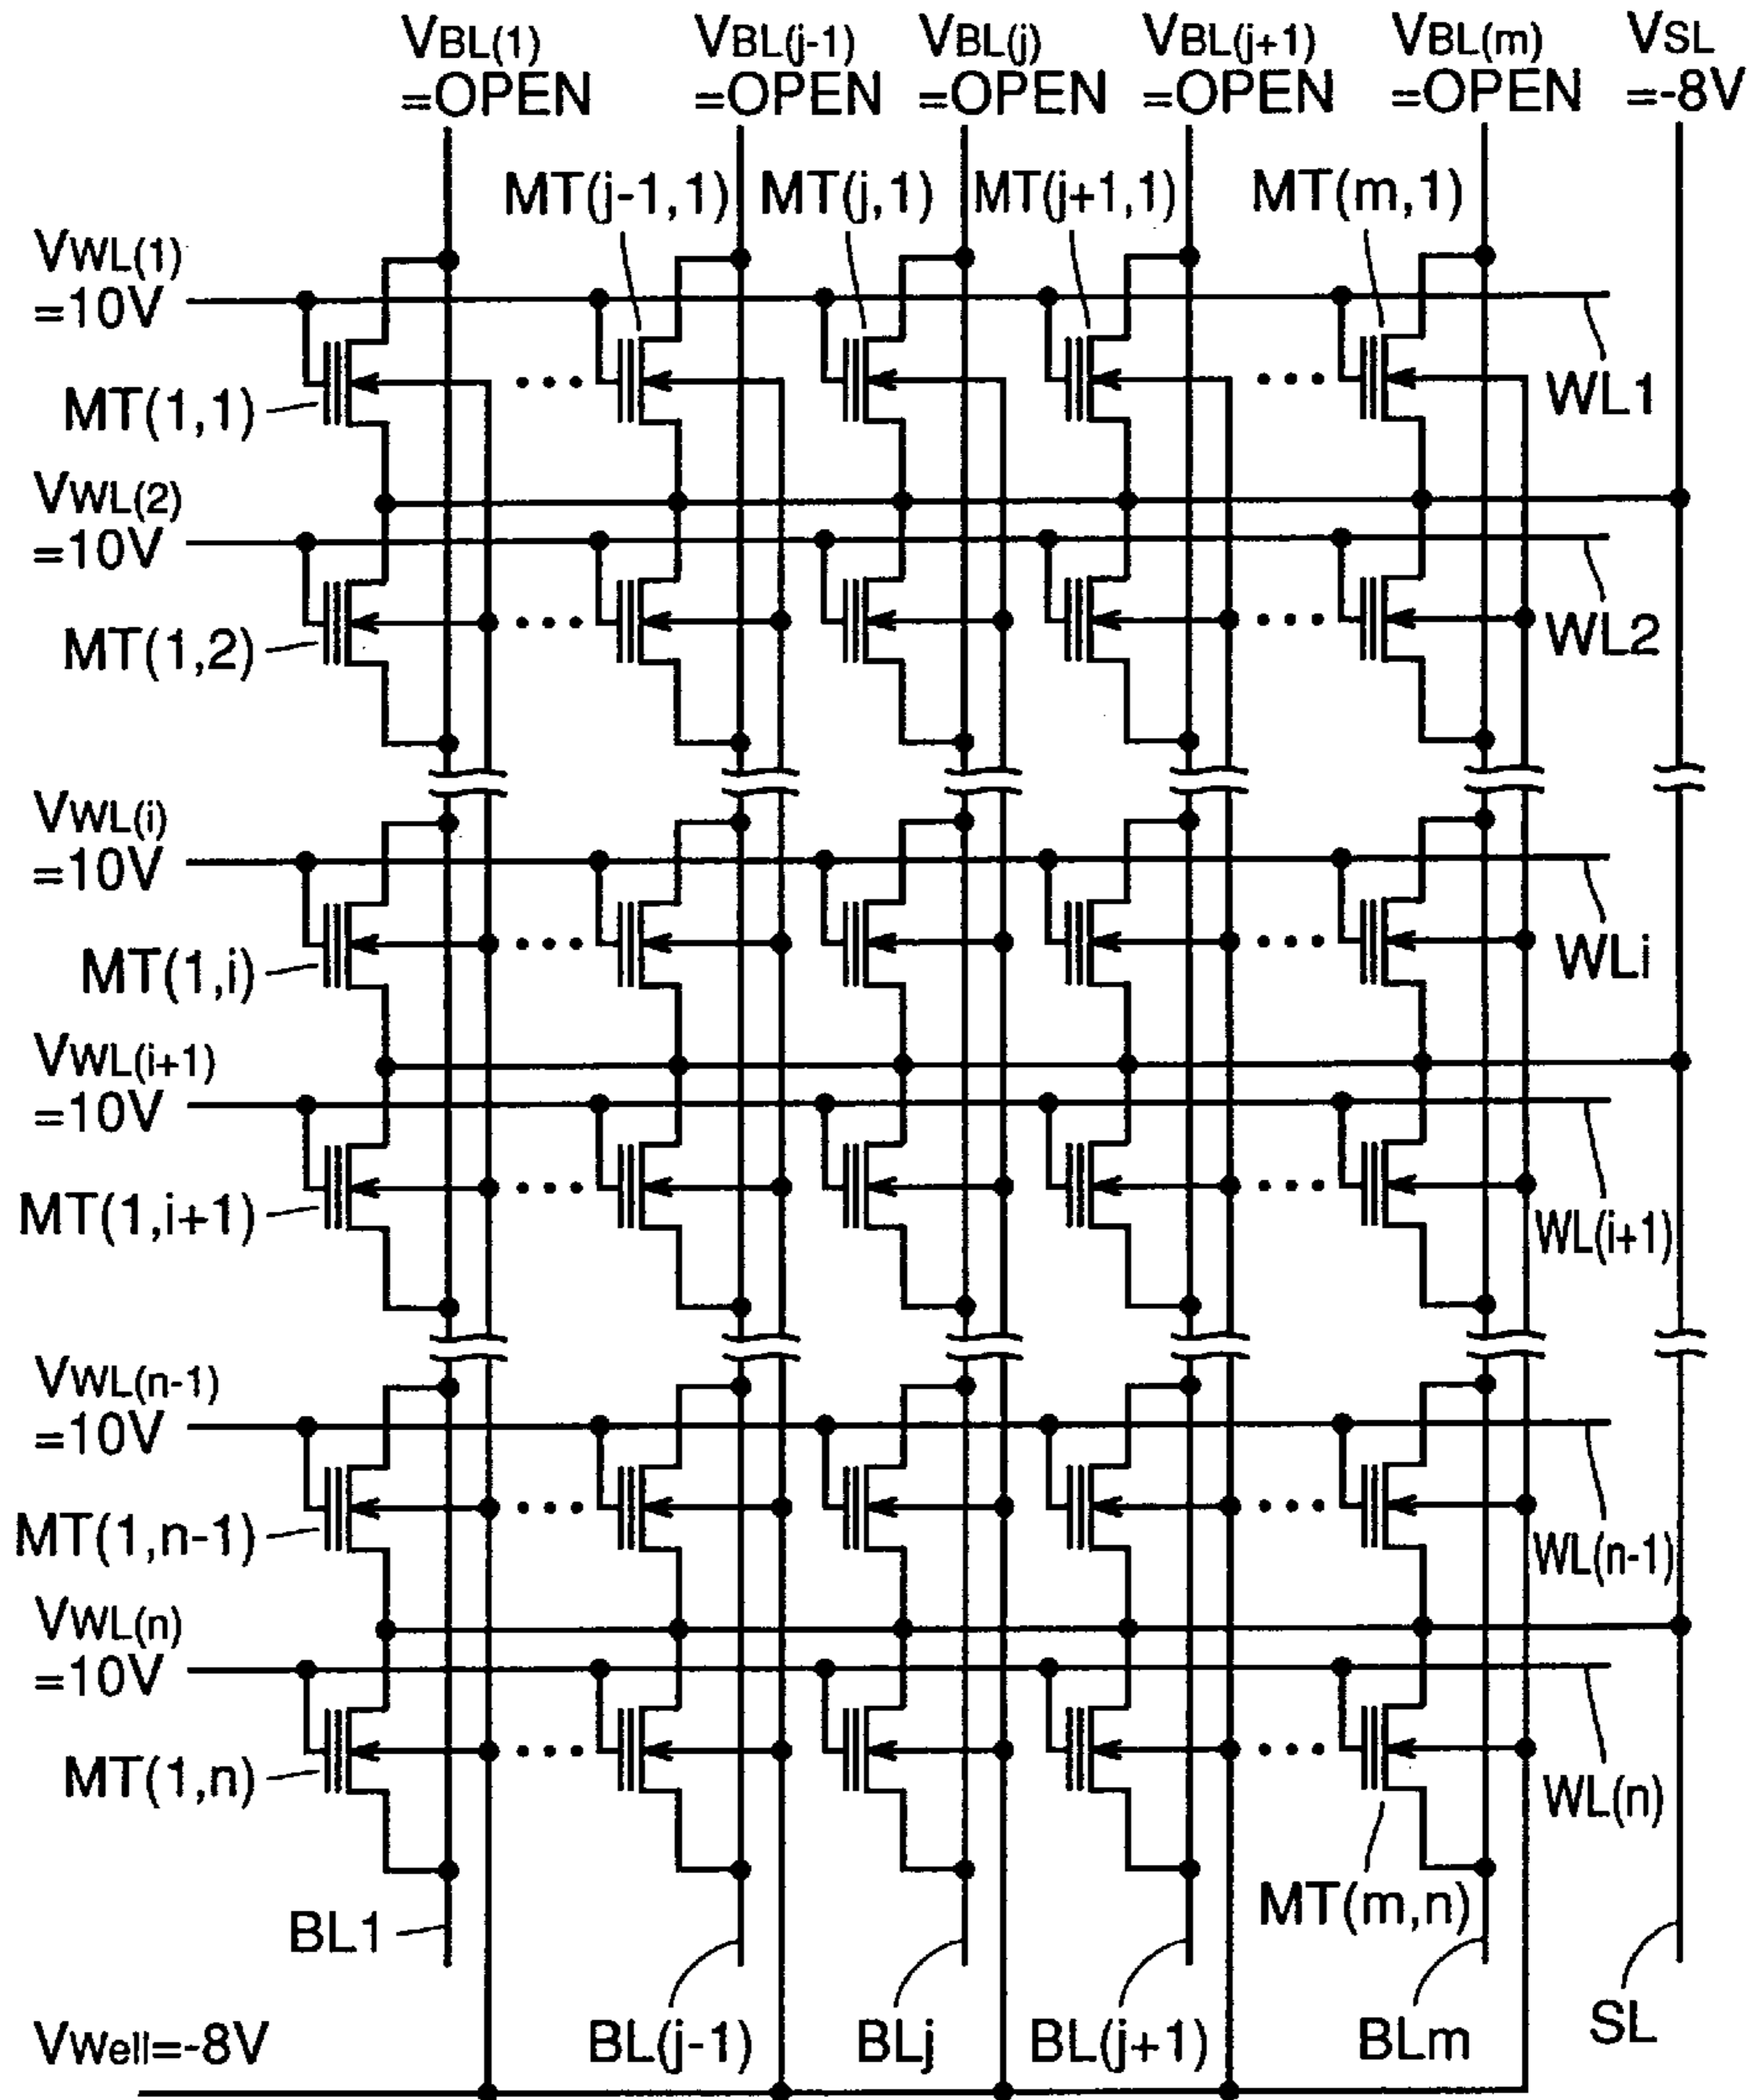 VBL(1) VBL(j-1) VBL(j) VBL(j+1) VBL(m) VSL
=OPEN =OPEN =OPEN =OPEN =OPEN =-8V
MT(j-1,1) MT(j,1) MT(j+1,1) MT(m,1)
VWL(1)
=10V
MT(1,1) WL1
VWL(2)
=10V
MT(1,2) WL2
VWL(i)
=10V
MT(1,i) WLi
VWL(i+1)
=10V
MT(1,i+1) WL(i+1)
VWL(n-1)
=10V
MT(1,n-1) WL(n-1)
VWL(n)
=10V
MT(1,n) WL(n)
MT(m,n)
BL1
BL(j-1) BLj BL(j+1) BLm SL
VWell=-8V